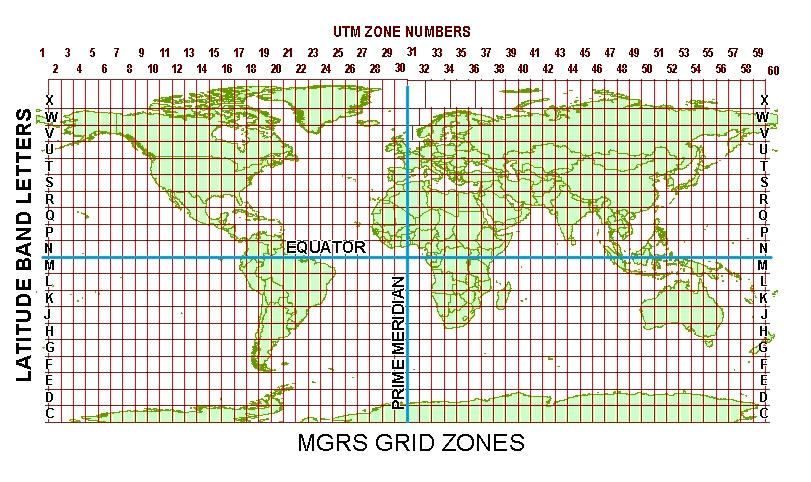 UTM ZONE NUMBERS
1 3 5 7 9 11 13 15 17 19 21 23 25 27 29 31 33 35 37 39 41 43 45 47 49 51 53 55 57 59
2 4 6 8 10 12 14 16 18 20 22 24 26 28 30 32 34 36 38 40 42 44 46 48 50 52 54 56 58 60
LATITUDE BAND LETTERS
X X
W W
V V
U U
T T
S S
R R
Q Q
P P
N EQUATOR N
M M
L L
K K
J J
H H
G G
F F
E E
D D
C C
PRIME MERIDIAN
MGRS GRID ZONES